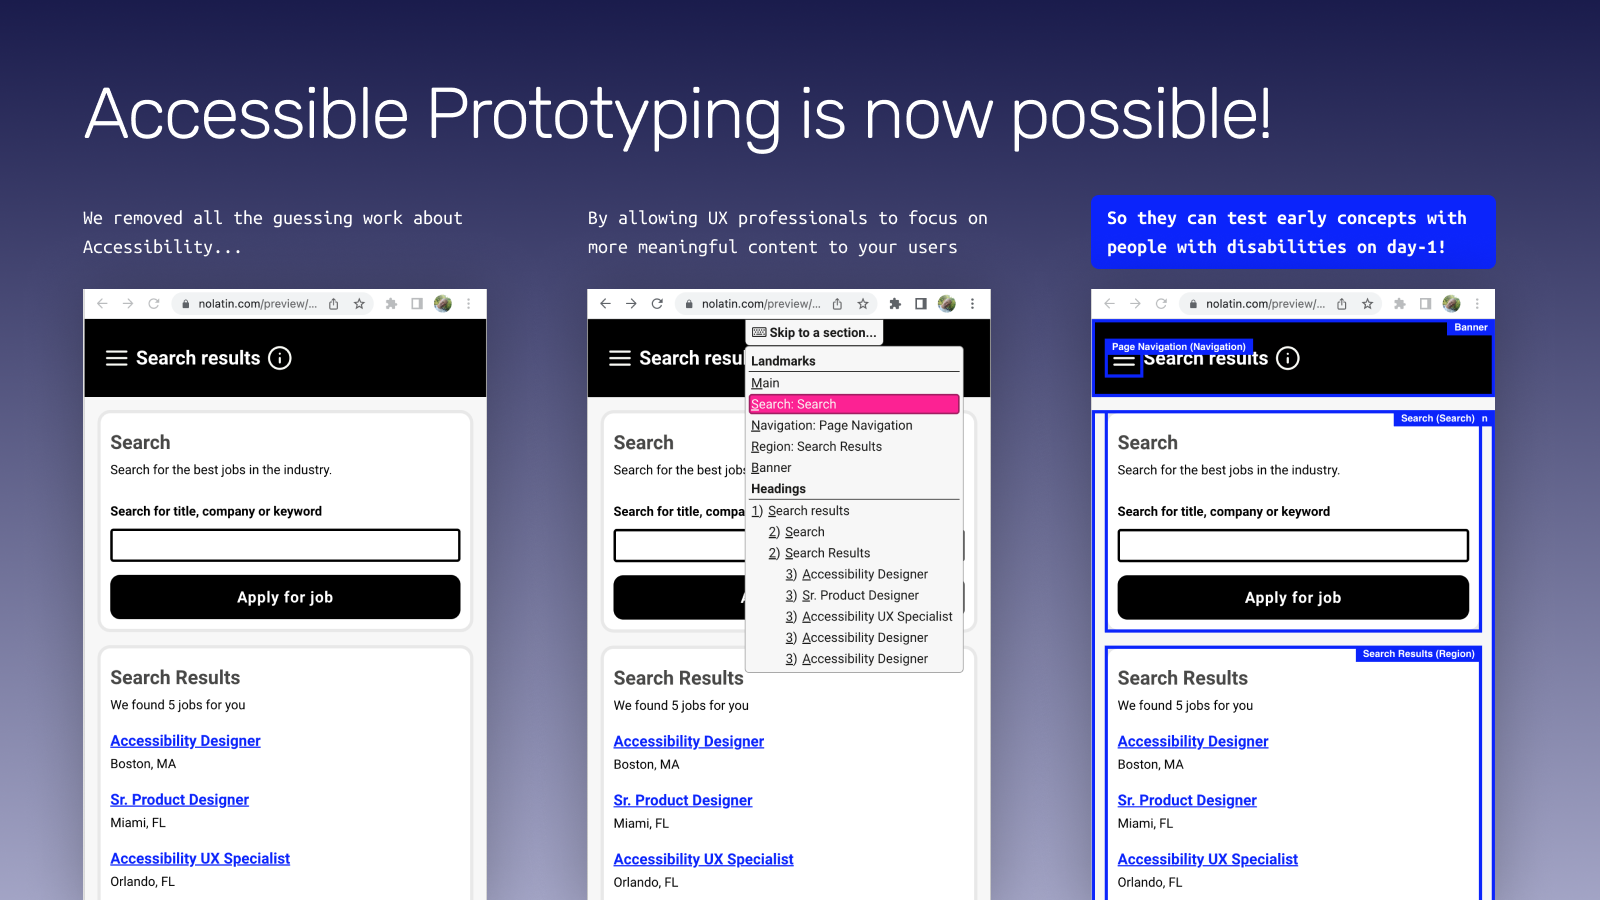 Accessible Prototyping is now possible!
We removed all the guessing work about
Accessibility...
nolatin.com/preview/...
Search results
Search
Search for the best jobs in the industry.
Search for title, company or keyword
Apply for job
Search Results
We found 5 jobs for you
Accessibility Designer
Boston, MA
Sr. Product Designer
Miami, FL
Accessibility UX Specialist
Orlando, FL
By allowing UX professionals to focus on
more meaningful content to your users
nolatin.com/preview/...
Skip to a section...
Search resu
Landmarks
Main
Search: Search
Navigation: Page Navigation
Region: Search Results
Banner
Headings
1) Search results
2) Search
2) Search Results
3) Accessibility Designer
3) Sr. Product Designer
3) Accessibility UX Specialist
3) Accessibility Designer
3) Accessibility Designer
Search
Search for the best jobs
Search for title, compa
Search Results
We found 5 jobs for you
Accessibility Designer
Boston, MA
Sr. Product Designer
Miami, FL
Accessibility UX Specialist
Orlando, FL
So they can test early concepts with
people with disabilities on day-1!
nolatin.com/preview/...
Banner
Page Navigation (Navigation)
Search results
Search (Search) n
Search
Search for the best jobs in the industry.
Search for title, company or keyword
Apply for job
Search Results (Region)
Search Results
We found 5 jobs for you
Accessibility Designer
Boston, MA
Sr. Product Designer
Miami, FL
Accessibility UX Specialist
Orlando, FL